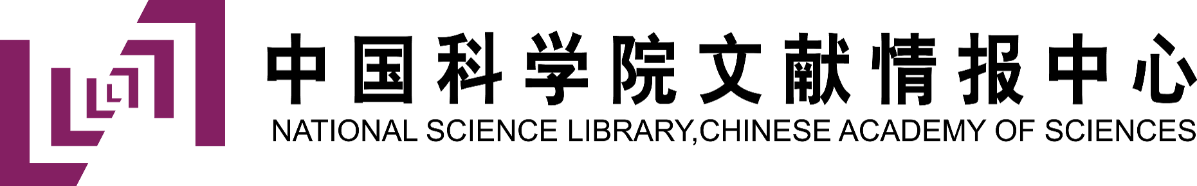 中国科学院文献情报中心
NATIONAL SCIENCE LIBRARY,CHINESE ACADEMY OF SCIENCES